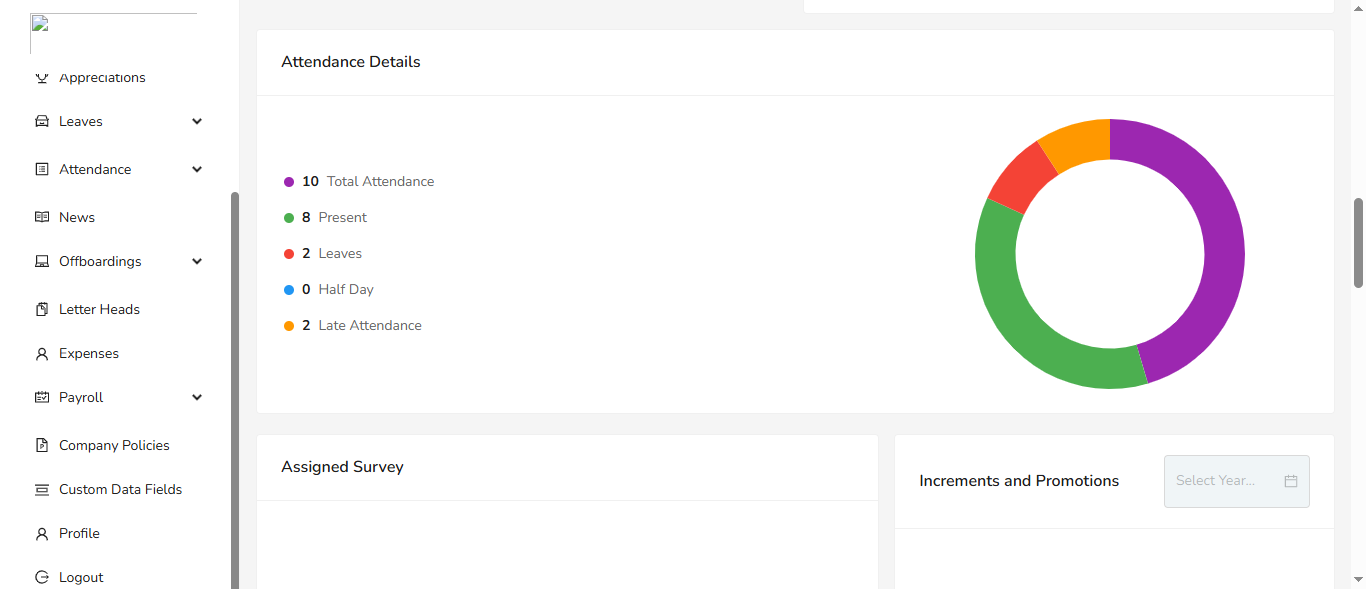 Appreciations
Leaves
Attendance
News
Offboardings
Letter Heads
Expenses
Payroll
Company Policies
Custom Data Fields
Profile
Logout
Attendance Details
10 Total Attendance
8 Present
2 Leaves
0 Half Day
2 Late Attendance
Assigned Survey
Increments and Promotions
Select Year...